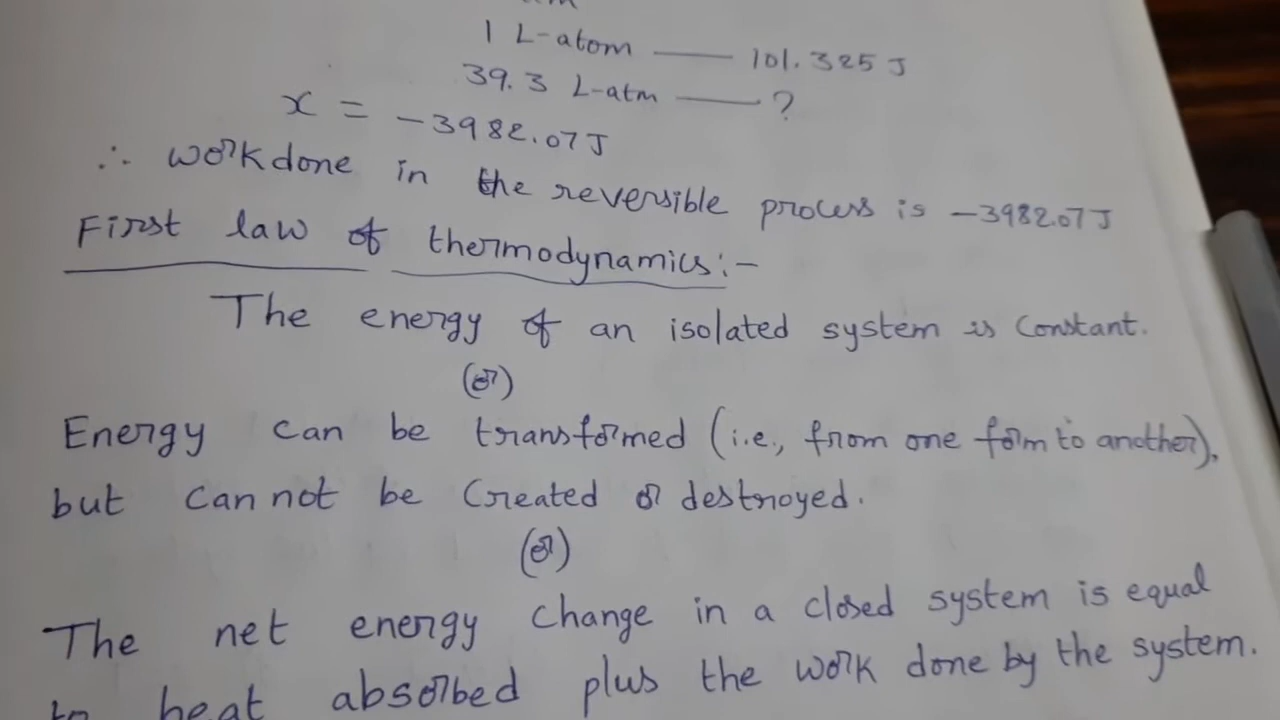 1 L-atom —— 101.325 J
39.3 L-atm —— ?
x = -3982.07 J
∴ workdone in the reversible process is -3982.07 J
First law of thermodynamics:-
The energy of an isolated system is constant.
(or)
Energy can be transformed (i.e., from one form to another),
but can not be created or destroyed.
(or)
The net energy change in a closed system is equal
to heat absorbed plus the work done by the system.